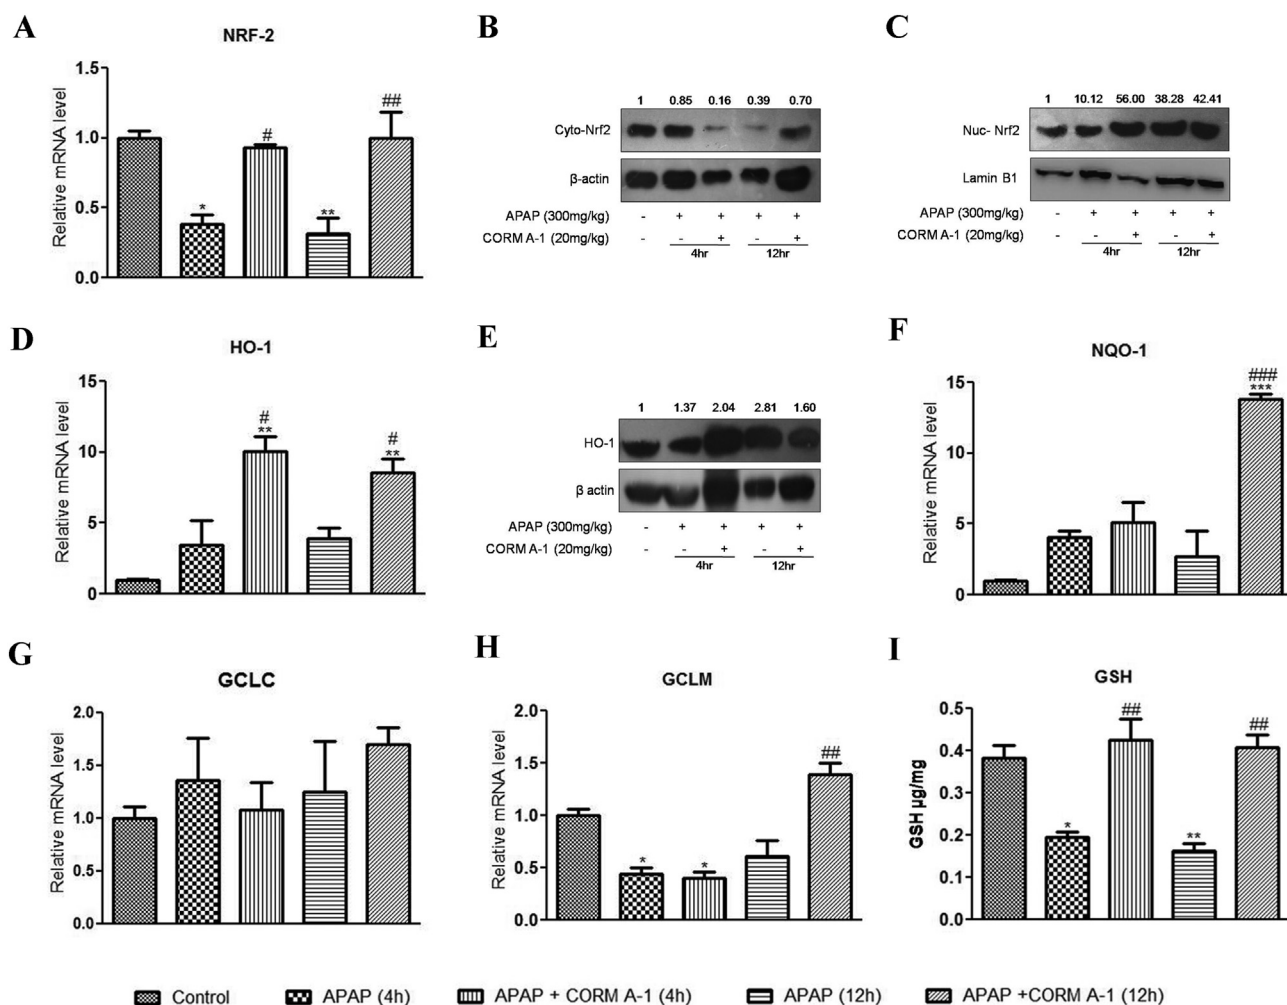 A
NRF-2
Relative mRNA level
1.5
1.0
0.5
0.0
*
#
**
##
B
1 0.85 0.16 0.39 0.70
Cyto-Nrf2
β-actin
APAP (300mg/kg) - + + + +
CORM A-1 (20mg/kg) - - + - +
4hr 12hr
C
1 10.12 56.00 38.28 42.41
Nuc- Nrf2
Lamin B1
APAP (300mg/kg) - + + + +
CORM A-1 (20mg/kg) - - + - +
4hr 12hr
D
HO-1
Relative mRNA level
15
10
5
0
#
**
#
**
E
1 1.37 2.04 2.81 1.60
HO-1
β actin
APAP (300mg/kg) - + + + +
CORM A-1 (20mg/kg) - - + - +
4hr 12hr
F
NQO-1
Relative mRNA level
15
10
5
0
###
***
G
GCLC
Relative mRNA level
2.0
1.5
1.0
0.5
0.0
H
GCLM
Relative mRNA level
2.0
1.5
1.0
0.5
0.0
*
*
##
I
GSH
GSH µg/mg
0.5
0.4
0.3
0.2
0.1
0.0
*
##
**
##
Control APAP (4h) APAP + CORM A-1 (4h) APAP (12h) APAP +CORM A-1 (12h)